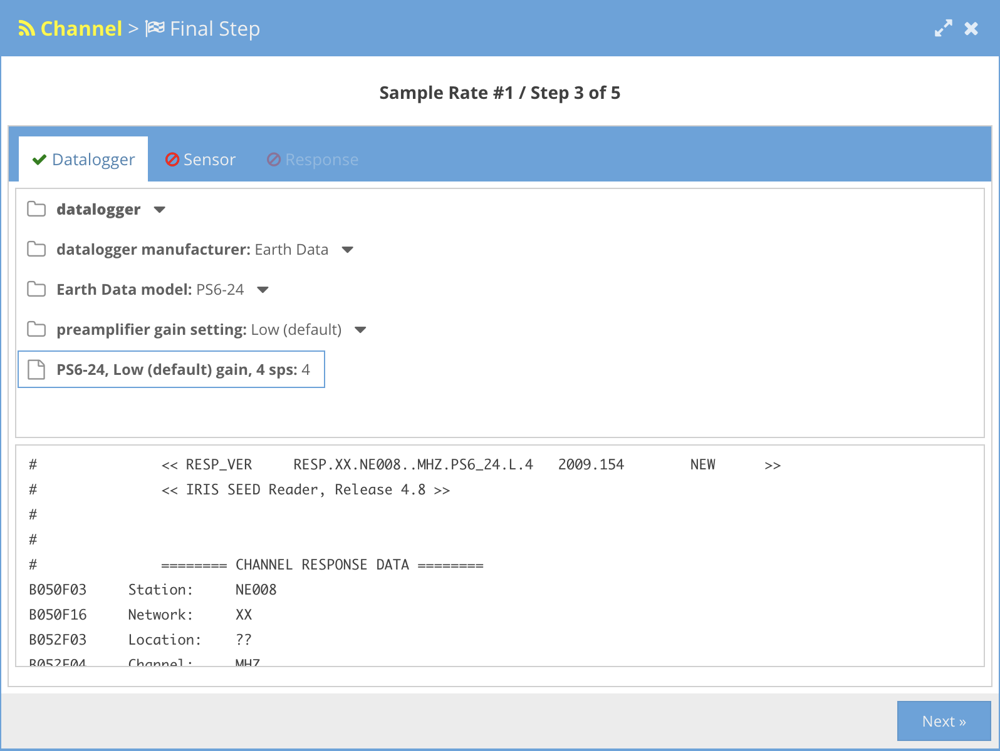 Channel > Final Step
Sample Rate #1 / Step 3 of 5
Datalogger Sensor Response
datalogger
datalogger manufacturer: Earth Data
Earth Data model: PS6-24
preamplifier gain setting: Low (default)
PS6-24, Low (default) gain, 4 sps: 4
# << RESP_VER RESP.XX.NE008..MHZ.PS6_24.L.4 2009.154 NEW >>
# << IRIS SEED Reader, Release 4.8 >>
#
#
# ======== CHANNEL RESPONSE DATA ========
B050F03 Station: NE008
B050F16 Network: XX
B052F03 Location: ??
B052F04 Channel: MHZ
Next »